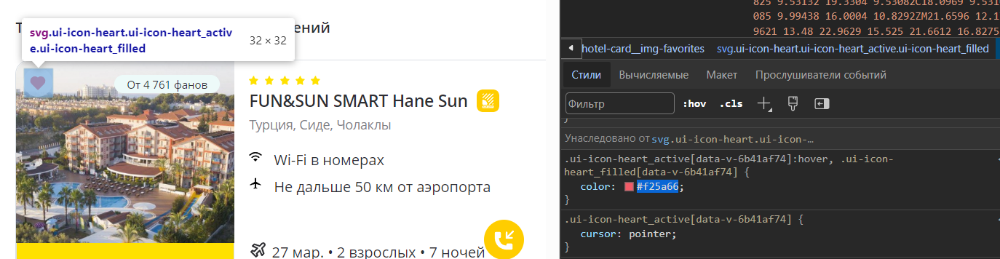 svg.ui-icon-heart.ui-icon-heart_activ
e.ui-icon-heart_filled
32 × 32
Т
ений
От 4 761 фанов
FUN&SUN SMART Hane Sun
Турция, Сиде, Чолаклы
Wi-Fi в номерах
Не дальше 50 км от аэропорта
27 мар. • 2 взрослых • 7 ночей
825 9.53132 19.3304 9.53082C18.0969 9.531
085 9.99438 16.0004 10.8292ZM21.6596 12.1
9621 13.48 22.9629 15.525 21.6612 16.8275
hotel-card__img-favorites svg.ui-icon-heart.ui-icon-heart_active.ui-icon-heart_filled
Стили Вычисляемые Макет Прослушиватели событий
Фильтр :hov .cls
}
Унаследовано от svg.ui-icon-heart.ui-icon-…
.ui-icon-heart_active[data-v-6b41af74]:hover, .ui-icon-
heart_filled[data-v-6b41af74] {
color: #f25a66;
}
.ui-icon-heart_active[data-v-6b41af74] {
cursor: pointer;
}